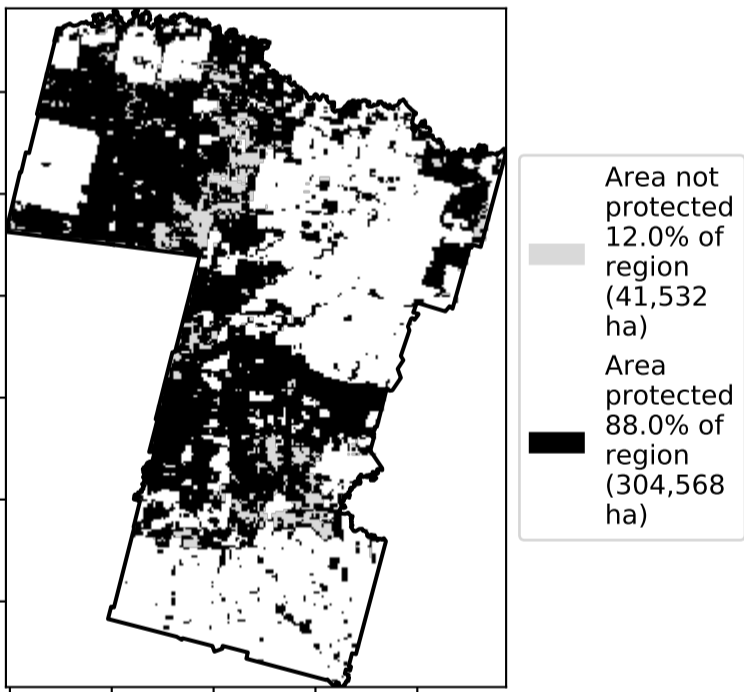 Area not
protected
12.0% of
region
(41,532
ha)
Area
protected
88.0% of
region
(304,568
ha)